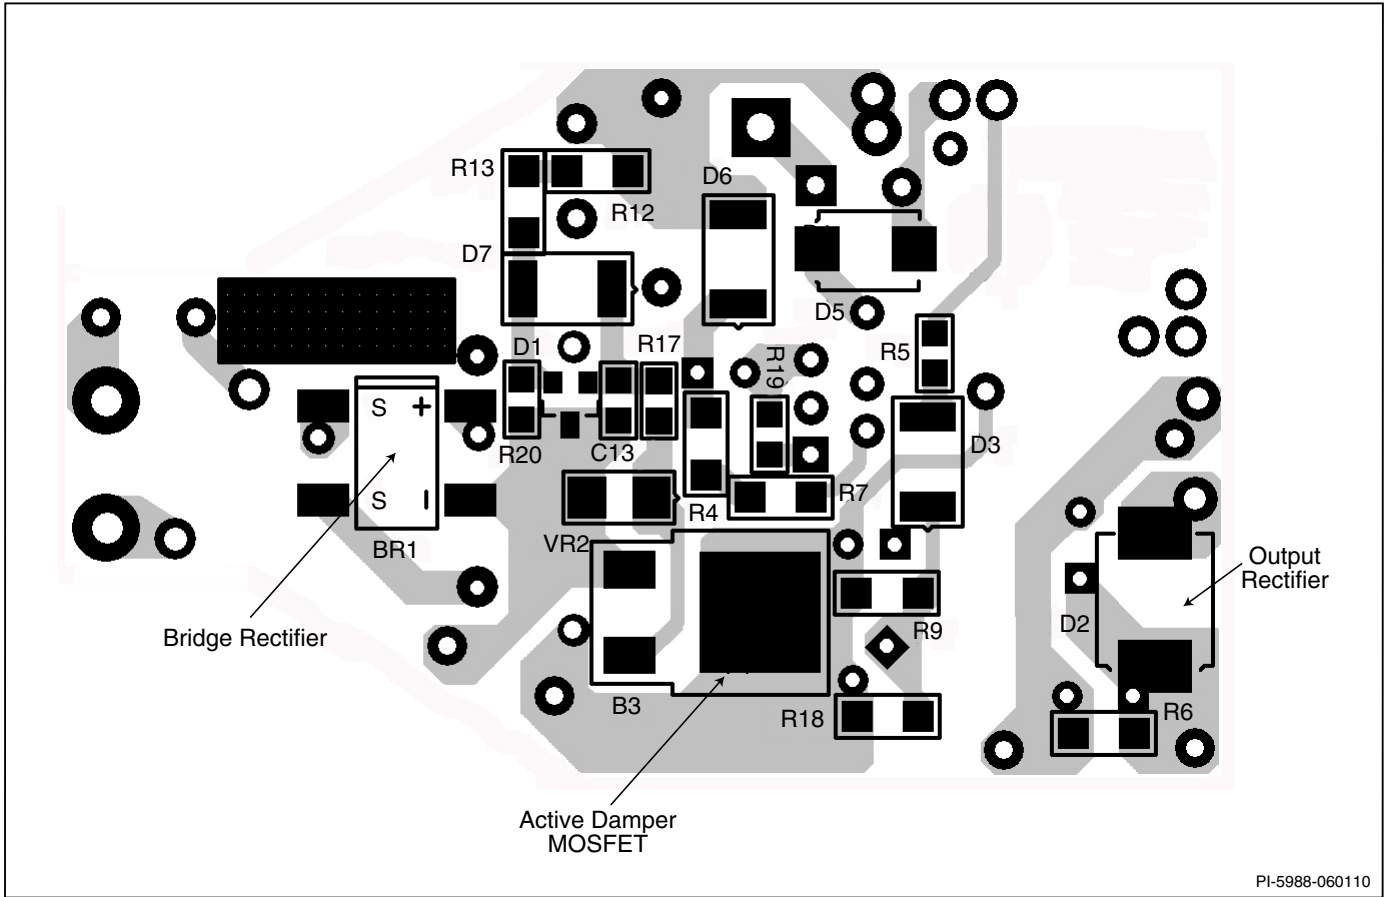 R13
R12
D6
D7
D5
D1
R17
R19
R5
S +
D3
R20
C13
S –
R7
R4
BR1
VR2
Output
Rectifier
Bridge Rectifier
R9
D2
B3
R18
R6
Active Damper
MOSFET
PI-5988-060110